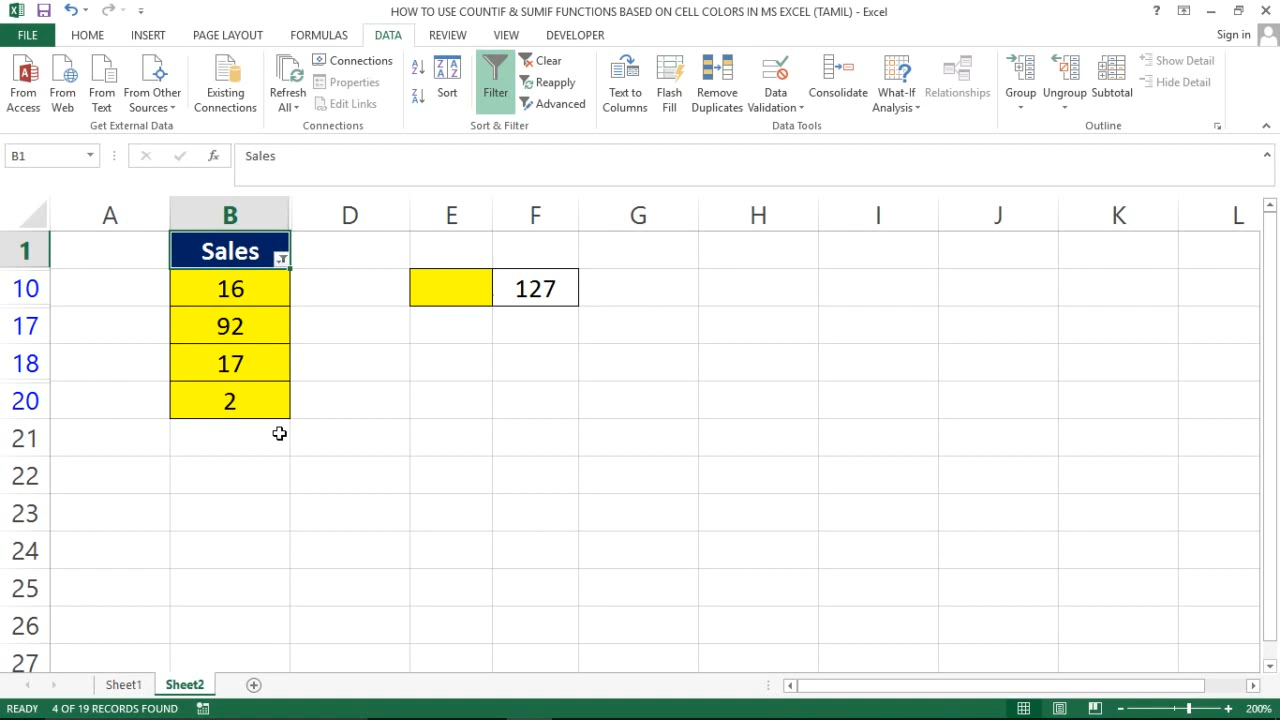 HOW TO USE COUNTIF & SUMIF FUNCTIONS BASED ON CELL COLORS IN MS EXCEL (TAMIL) - Excel
FILE HOME INSERT PAGE LAYOUT FORMULAS DATA REVIEW VIEW DEVELOPER Sign in
From Access
From Web
From Text
From Other Sources
Existing Connections
Get External Data
Refresh All
Connections
Properties
Edit Links
Connections
Sort
Filter
Clear
Reapply
Advanced
Sort & Filter
Text to Columns
Flash Fill
Remove Duplicates
Data Validation
Consolidate
What-If Analysis
Relationships
Data Tools
Group
Ungroup
Subtotal
Show Detail
Hide Detail
Outline
B1 fx Sales
A B D E F G H I J K L
1 Sales
10 16 127
17 92
18 17
20 2
21
22
23
24
25
26
27
Sheet1 Sheet2
READY 4 OF 19 RECORDS FOUND 200%